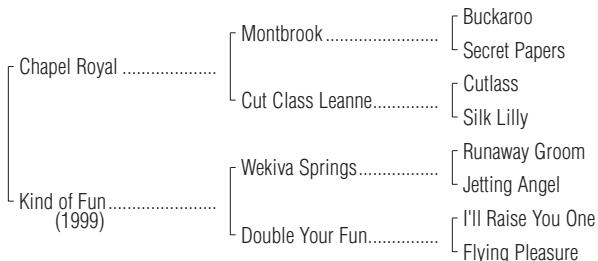 Buckaroo
Montbrook ..........................
Secret Papers
Chapel Royal .....................
Cutlass
Cut Class Leanne...............
Silk Lilly
Runaway Groom
Wekiva Springs..................
Jetting Angel
Kind of Fun........................
(1999)
I'll Raise You One
Double Your Fun................
Flying Pleasure